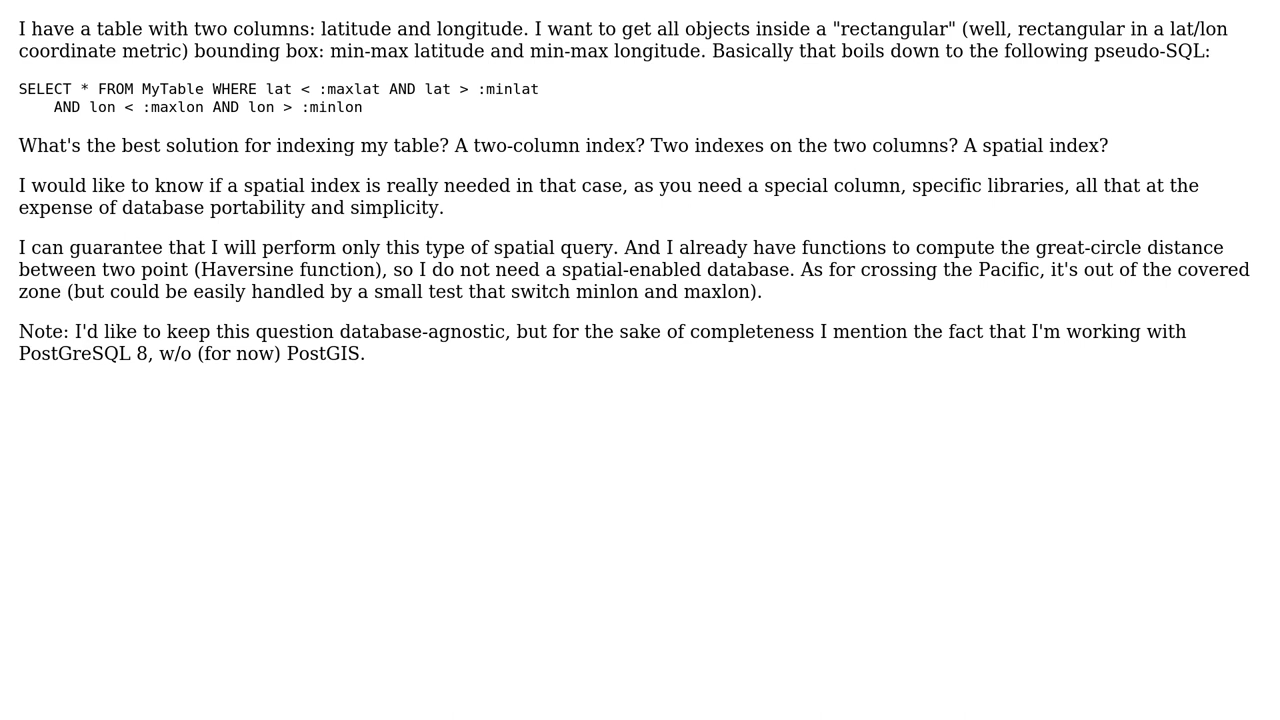 I have a table with two columns: latitude and longitude. I want to get all objects inside a "rectangular" (well, rectangular in a lat/lon
coordinate metric) bounding box: min-max latitude and min-max longitude. Basically that boils down to the following pseudo-SQL:
SELECT * FROM MyTable WHERE lat < :maxlat AND lat > :minlat
    AND lon < :maxlon AND lon > :minlon
What's the best solution for indexing my table? A two-column index? Two indexes on the two columns? A spatial index?
I would like to know if a spatial index is really needed in that case, as you need a special column, specific libraries, all that at the
expense of database portability and simplicity.
I can guarantee that I will perform only this type of spatial query. And I already have functions to compute the great-circle distance
between two point (Haversine function), so I do not need a spatial-enabled database. As for crossing the Pacific, it's out of the covered
zone (but could be easily handled by a small test that switch minlon and maxlon).
Note: I'd like to keep this question database-agnostic, but for the sake of completeness I mention the fact that I'm working with
PostGreSQL 8, w/o (for now) PostGIS.